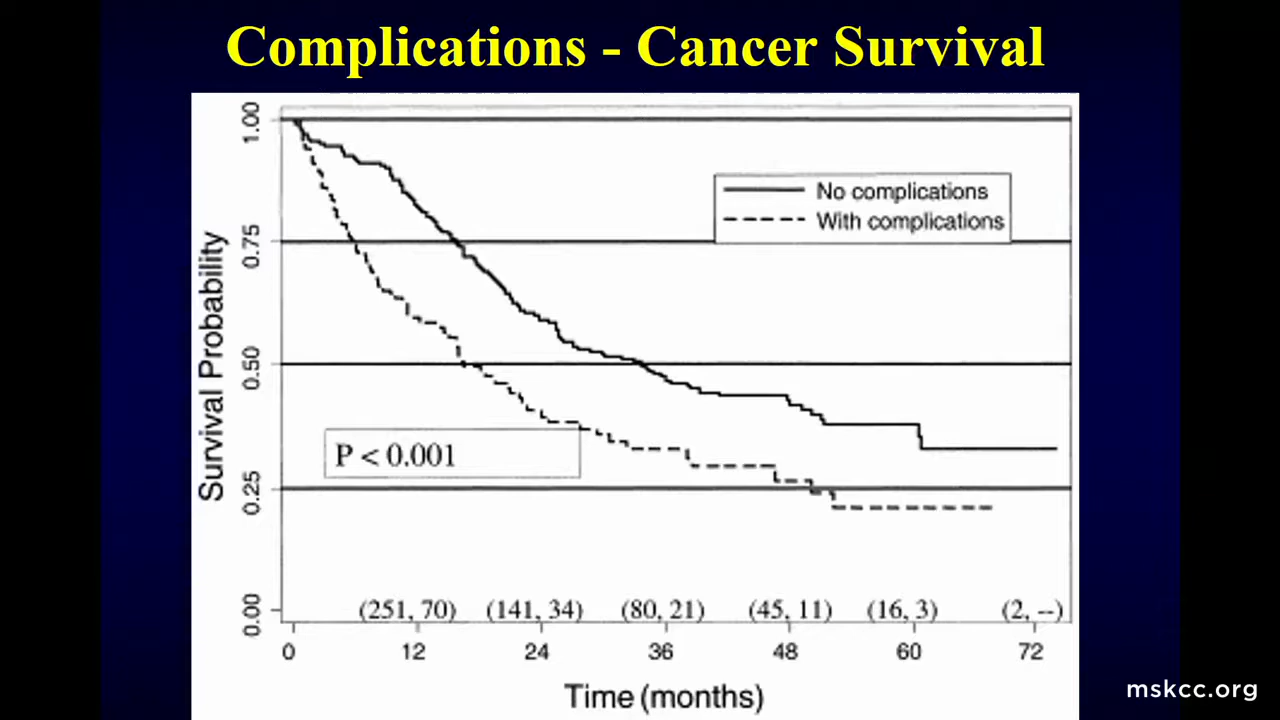 Complications - Cancer Survival
1.00
No complications
With complications
0.75
Survival Probability
0.50
P < 0.001
0.25
0.00
(251, 70) (141, 34) (80, 21) (45, 11) (16, 3) (2, --)
0 12 24 36 48 60 72
Time (months)
mskcc.org